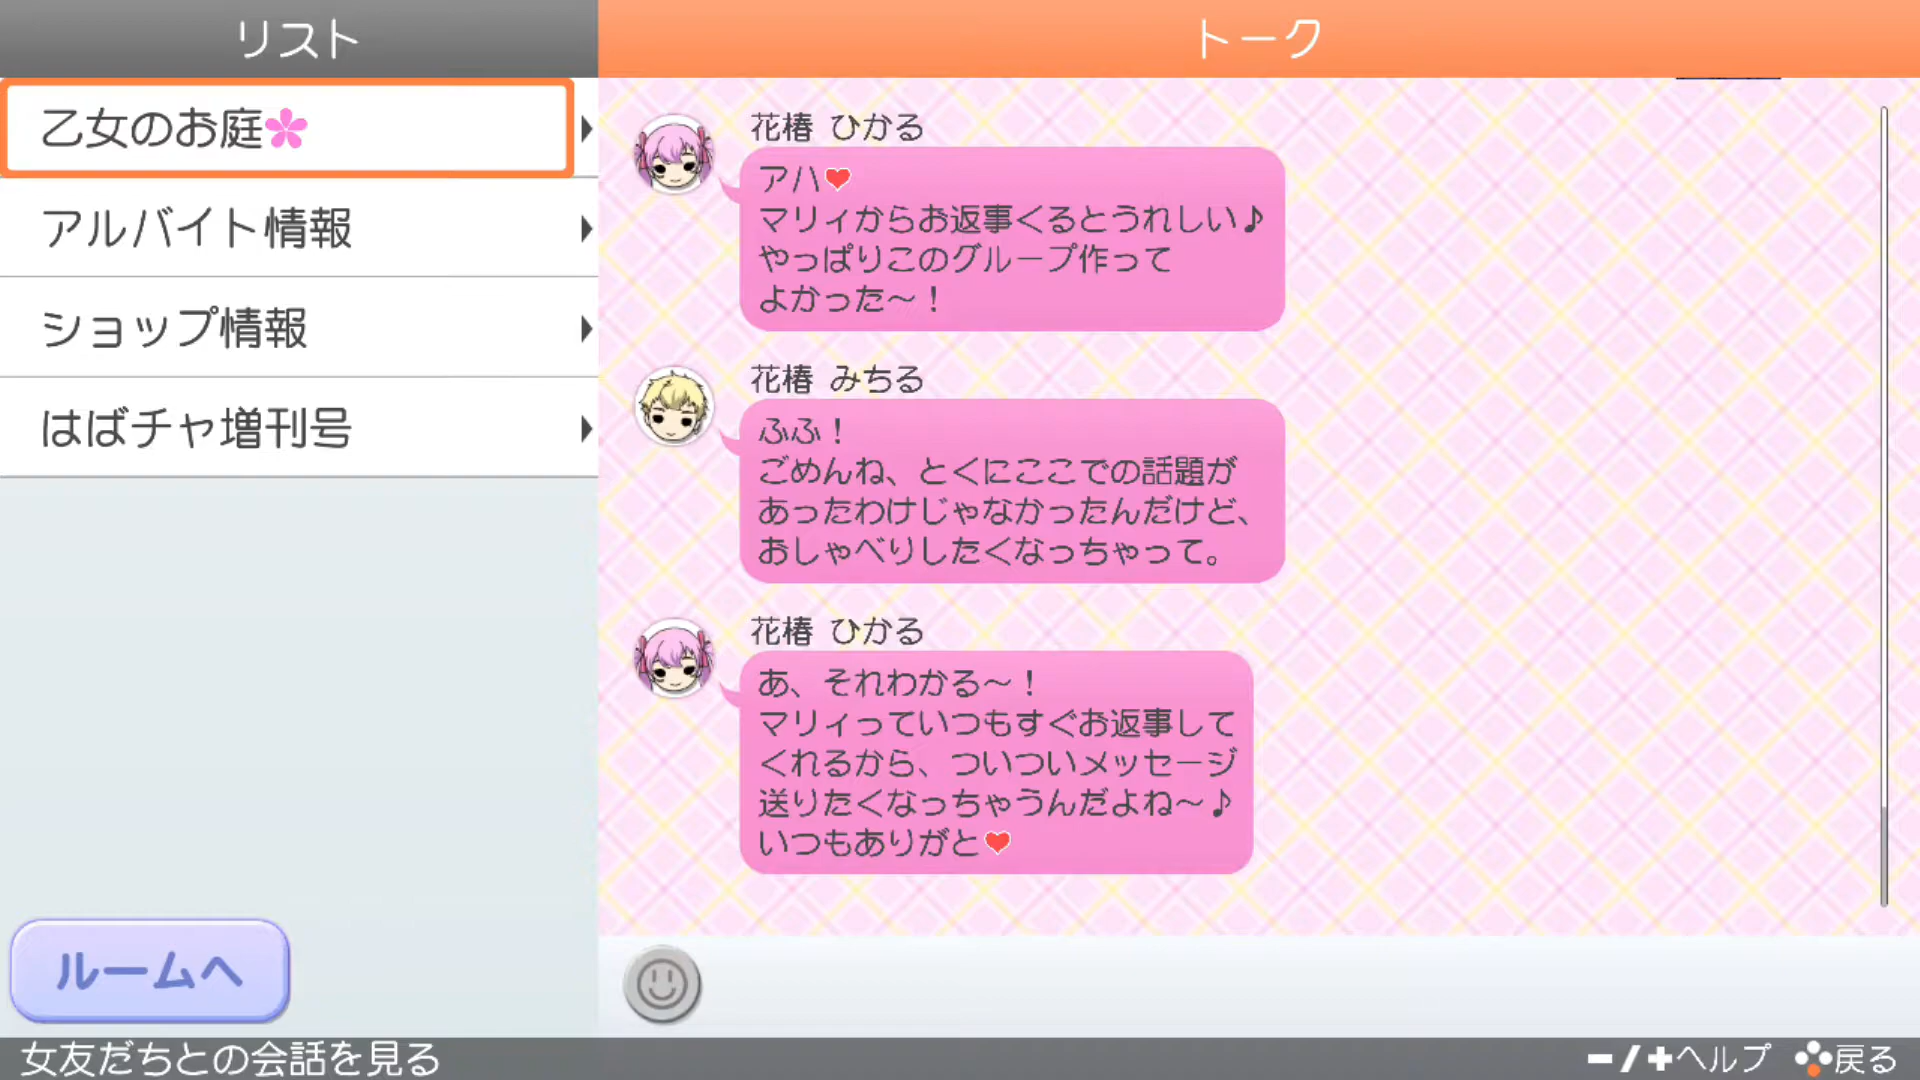 リスト
トーク
乙女のお庭
アルバイト情報
ショップ情報
はばチャ増刊号
ルームへ
花椿 ひかる
アハ❤
マリィからお返事くるとうれしい♪
やっぱりこのグループ作って
よかった～！
花椿 みちる
ふふ！
ごめんね、とくにここでの話題が
あったわけじゃなかったんだけど、
おしゃべりしたくなっちゃって。
花椿 ひかる
あ、それわかる～！
マリィっていつもすぐお返事して
くれるから、ついついメッセージ
送りたくなっちゃうんだよね～♪
いつもありがと❤
女友だちとの会話を見る
－/＋ヘルプ 戻る